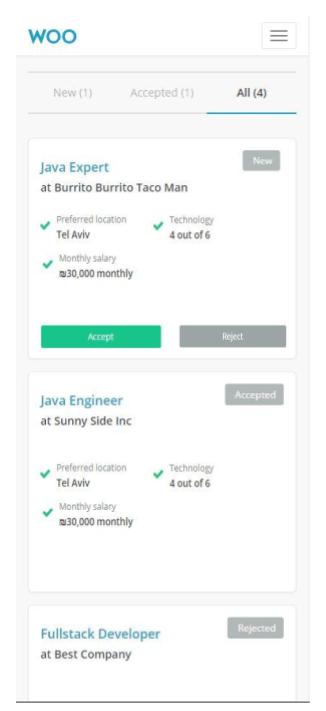 WOO
New (1) Accepted (1) All (4)
Java Expert New
at Burrito Burrito Taco Man
Preferred location Technology
Tel Aviv 4 out of 6
Monthly salary
₪30,000 monthly
Accept Reject
Java Engineer Accepted
at Sunny Side Inc
Preferred location Technology
Tel Aviv 4 out of 6
Monthly salary
₪30,000 monthly
Fullstack Developer Rejected
at Best Company